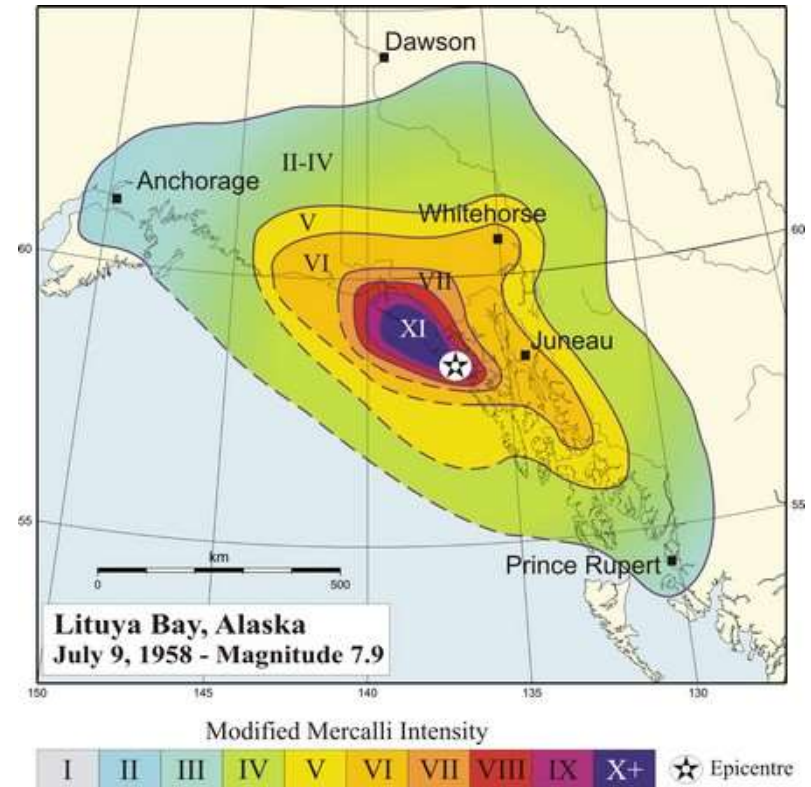 Dawson
II-IV
Anchorage
V
Whitehorse
60
60
VI
VII
XI
Juneau
55
55
km
Prince Rupert
0
500
Lituya Bay, Alaska
July 9, 1958 - Magnitude 7.9
150
145
140
135
130
Modified Mercalli Intensity
I II III IV V VI VII VIII IX X+ Epicentre